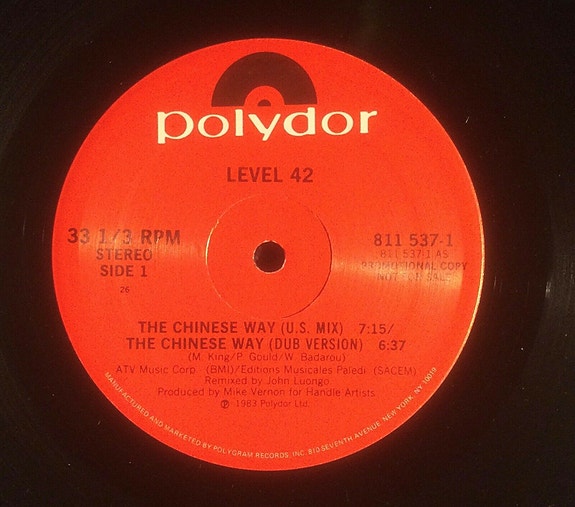 polydor
LEVEL 42
33 1/3 RPM
STEREO
SIDE 1
26
811 537-1
811 537-1 AS
PROMOTIONAL COPY
NOT FOR SALE
THE CHINESE WAY (U.S. MIX) 7:15/
THE CHINESE WAY (DUB VERSION) 6:37
(M. King/P. Gould/W. Badarou)
ATV Music Corp. (BMI)/Editions Musicales Paledi (SACEM)
Remixed by John Luongo
Produced by Mike Vernon for Handle Artists
℗ 1983 Polydor Ltd.
MANUFACTURED AND MARKETED BY POLYGRAM RECORDS, INC. 810 SEVENTH AVENUE, NEW YORK, NY 10019